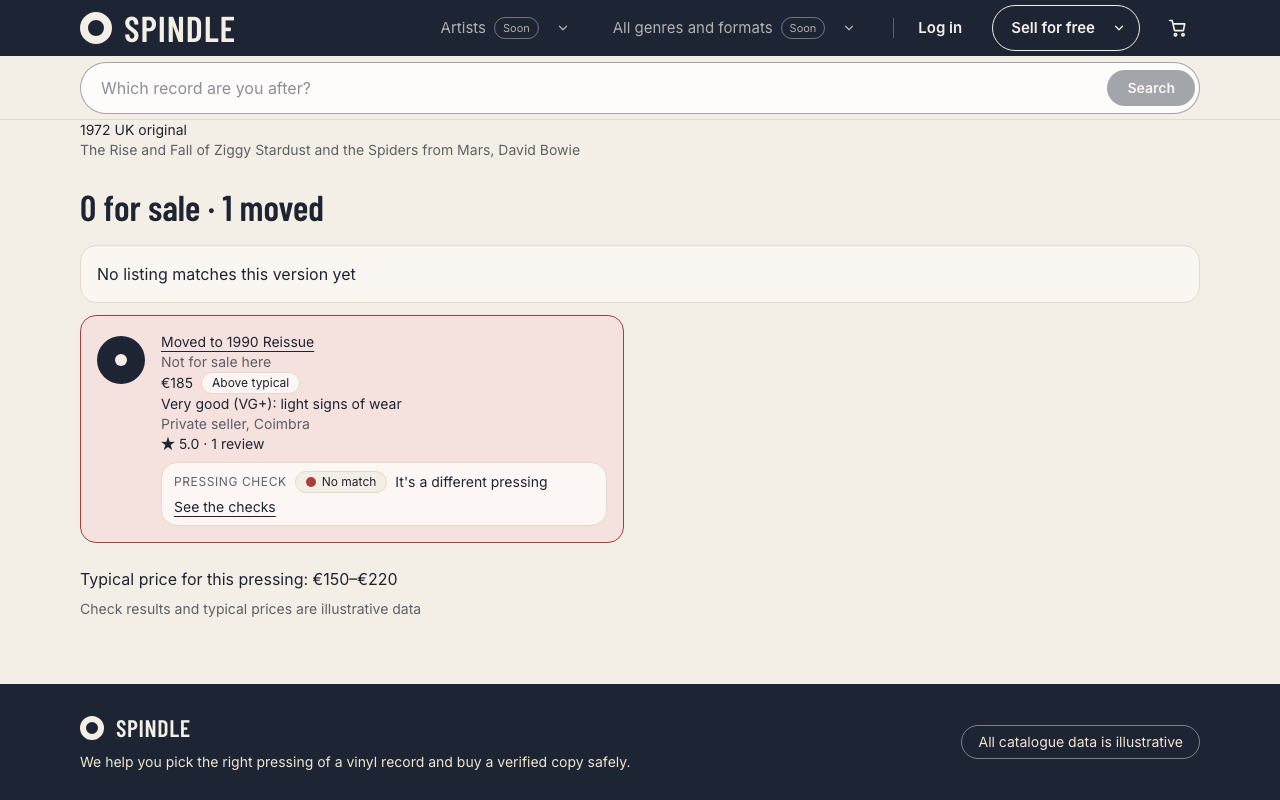 SPINDLE
Artists Soon
All genres and formats Soon
Log in
Sell for free
Which record are you after?
Search
1972 UK original
The Rise and Fall of Ziggy Stardust and the Spiders from Mars, David Bowie
0 for sale · 1 moved
No listing matches this version yet
Moved to 1990 Reissue
Not for sale here
€185 Above typical
Very good (VG+): light signs of wear
Private seller, Coimbra
★ 5.0 · 1 review
PRESSING CHECK No match It's a different pressing
See the checks
Typical price for this pressing: €150–€220
Check results and typical prices are illustrative data
SPINDLE
We help you pick the right pressing of a vinyl record and buy a verified copy safely.
All catalogue data is illustrative